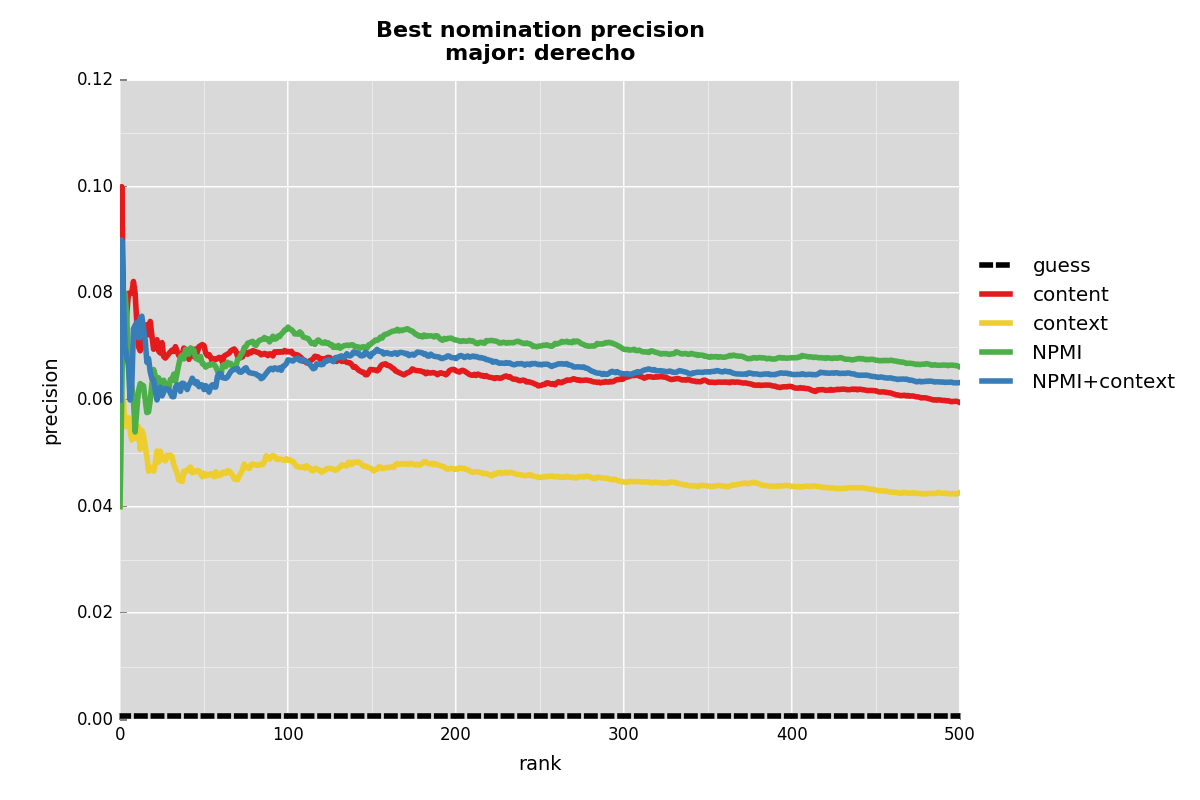 Best nomination precision
major: derecho
0.12
0.10
0.08
0.06
0.04
0.02
0.00
precision
0 100 200 300 400 500
rank
guess
content
context
NPMI
NPMI+context